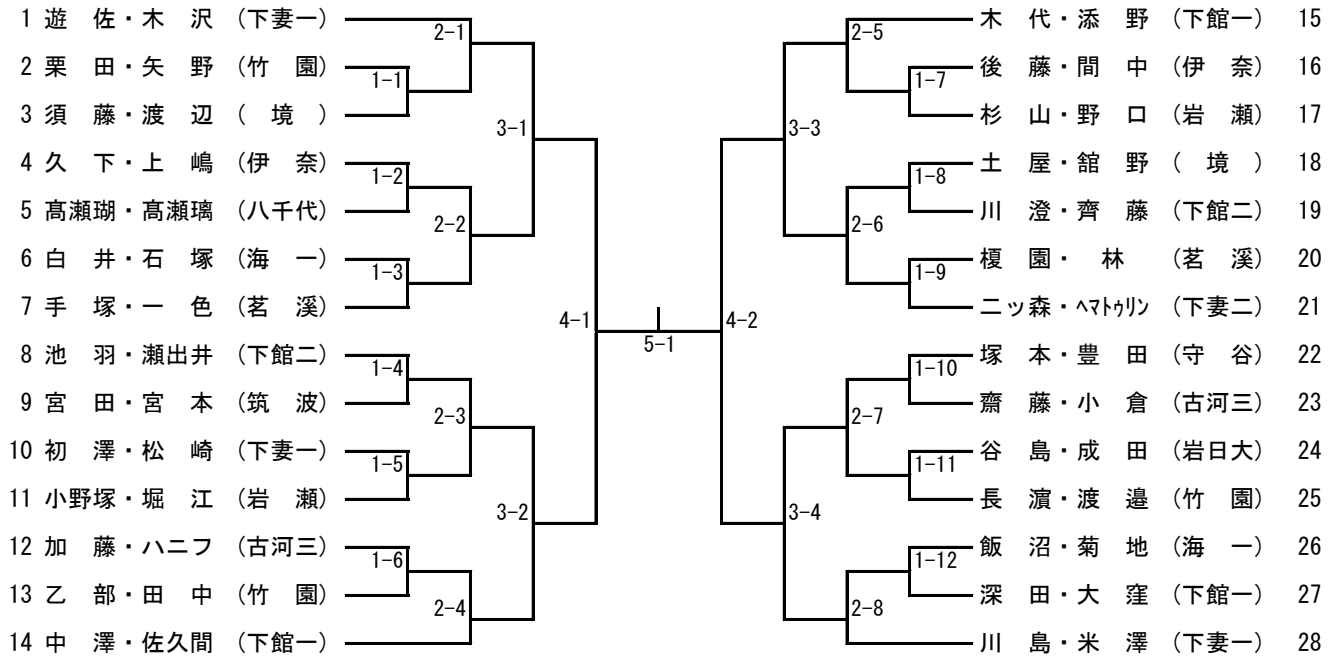 1 遊　佐・木　沢 (下妻一)
2 栗　田・矢　野 (竹　園)
3 須　藤・渡　辺 (　境　)
4 久　下・上　嶋 (伊　奈)
5 髙瀬瑚・髙瀬璃 (八千代)
6 白　井・石　塚 (海　一)
7 手　塚・一　色 (茗　溪)
8 池　羽・瀬出井 (下館二)
9 宮　田・宮　本 (筑　波)
10 初　澤・松　崎 (下妻一)
11 小野塚・堀　江 (岩　瀬)
12 加　藤・ハニフ (古河三)
13 乙　部・田　中 (竹　園)
14 中　澤・佐久間 (下館一)
1-1
1-2
1-3
1-4
1-5
1-6
2-1
2-2
2-3
2-4
3-1
3-2
4-1
5-1
4-2
3-3
3-4
2-5
2-6
2-7
2-8
1-7
1-8
1-9
1-10
1-11
1-12
木　代・添　野 (下館一) 15
後　藤・間　中 (伊　奈) 16
杉　山・野　口 (岩　瀬) 17
土　屋・舘　野 (　境　) 18
川　澄・齊　藤 (下館二) 19
榎　園・　林　 (茗　溪) 20
二ッ森・ヘマトゥリン (下妻二) 21
塚　本・豊　田 (守　谷) 22
齋　藤・小　倉 (古河三) 23
谷　島・成　田 (岩日大) 24
長　濵・渡　邉 (竹　園) 25
飯　沼・菊　地 (海　一) 26
深　田・大　窪 (下館一) 27
川　島・米　澤 (下妻一) 28